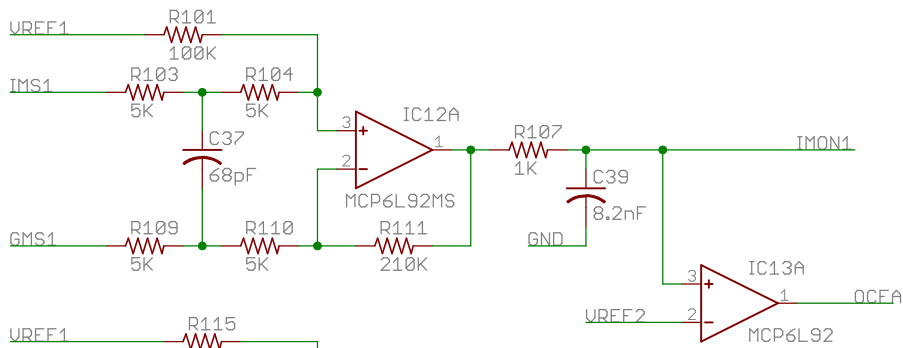 R101
VREF1
100K
R103
R104
IMS1
5K
5K
IC12A
3
+
1
2
-
C37
68pF
MCP6L92MS
R107
1K
IMON1
C39
8.2nF
GND
R109
R110
R111
GMS1
5K
5K
210K
IC13A
3
+
1
OCFA
VREF2
2
-
MCP6L92
R115
VREF1